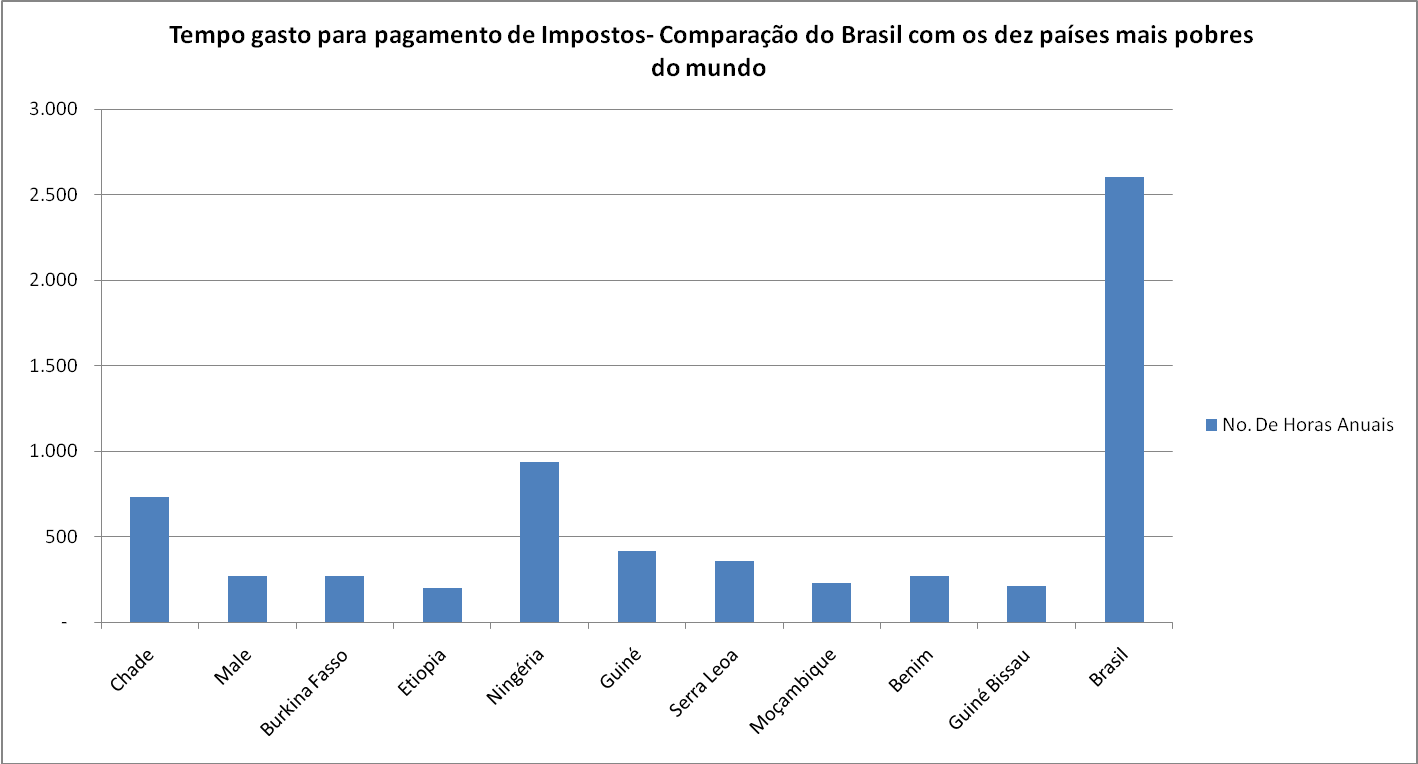 Tempo gasto para pagamento de Impostos- Comparação do Brasil com os dez países mais pobres
do mundo
3.000
2.500
2.000
1.500
1.000
500
-
Chade
Male
Burkina Fasso
Etiopia
Ningéria
Guiné
Serra Leoa
Moçambique
Benim
Guiné Bissau
Brasil
No. De Horas Anuais